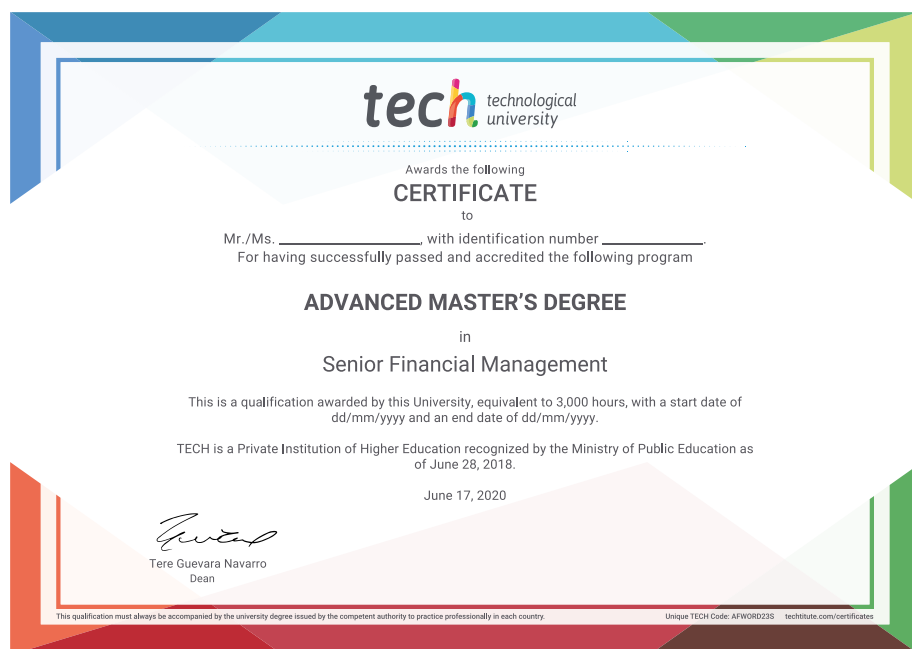 tech technological
university
Awards the following
CERTIFICATE
to
Mr./Ms. ____________________, with identification number ______________.
For having successfully passed and accredited the following program
ADVANCED MASTER'S DEGREE
in
Senior Financial Management
This is a qualification awarded by this University, equivalent to 3,000 hours, with a start date of
dd/mm/yyyy and an end date of dd/mm/yyyy.
TECH is a Private Institution of Higher Education recognized by the Ministry of Public Education as
of June 28, 2018.
June 17, 2020
Tere Guevara Navarro
Dean
This qualification must always be accompanied by the university degree issued by the competent authority to practice professionally in each country.
Unique TECH Code: AFWORD23S techtitute.com/certificates